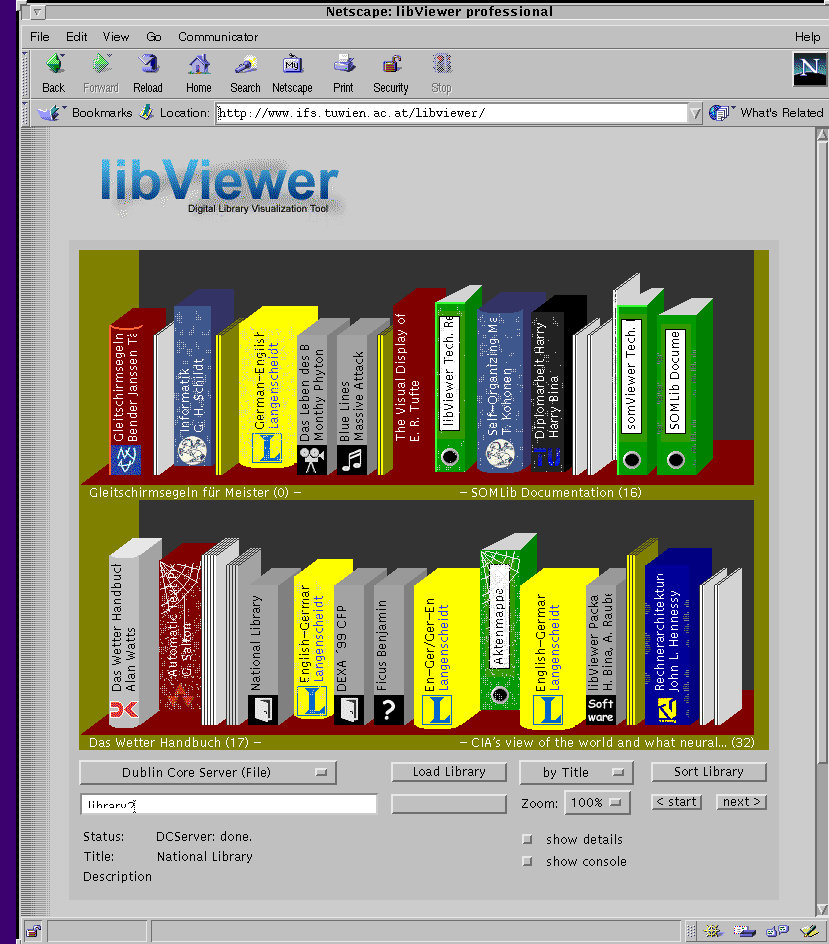 Netscape: libViewer professional
File Edit View Go Communicator Help
Back Forward Reload Home Search Netscape Print Security Stop
Bookmarks Location: http://www.ifs.tuwien.ac.at/libviewer/ What's Related
libViewer
Digital Library Visualization Tool
Gleitschirmsegeln
Bender Janssen Tä
Informatik
G. H. Schildt
German-English
Langenscheidt
Das Leben des B
Monthy Phyton
Blue Lines
Massive Attack
The Visual Display of
E. R. Tufte
libViewer Tech. Re
Self-Organizing Ma
T. Kohonen
Diplomarbeit Harry
Harry Bina
TU
somViewer Tech.
SOMLib Docume
Gleitschirmsegeln für Meister (0) – – SOMLib Documentation (16)
Das Wetter Handbuch
Alan Watts
Automatic Text P
G. Salton
National Library
English-German
Langenscheidt
DEXA ´99 CFP
Ficus Benjamin
?
En-Ger/Ger-En
Langenscheidt
Aktenmappe
English-German
Langenscheidt
libViewer Packa
H. Bina, A. Raube
Soft
ware
Rechnerarchitektur
John L. Hennessy
Das Wetter Handbuch (17) – – CIA's view of the world and what neural... (32)
Dublin Core Server (File) Load Library by Title Sort Library
library2 Zoom: 100% < start next >
Status: DCServer: done. show details
Title: National Library show console
Description